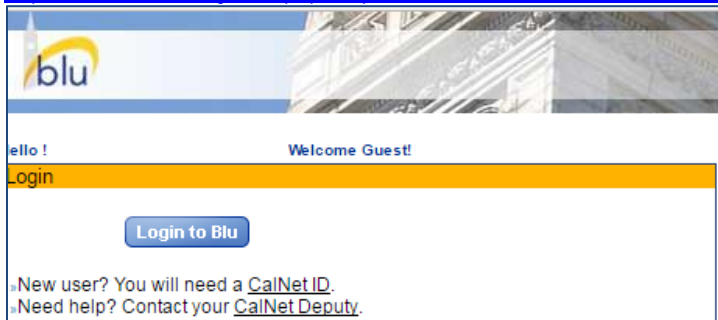 blu
ello !
Welcome Guest!
Login
Login to Blu
»New user? You will need a CalNet ID.
»Need help? Contact your CalNet Deputy.